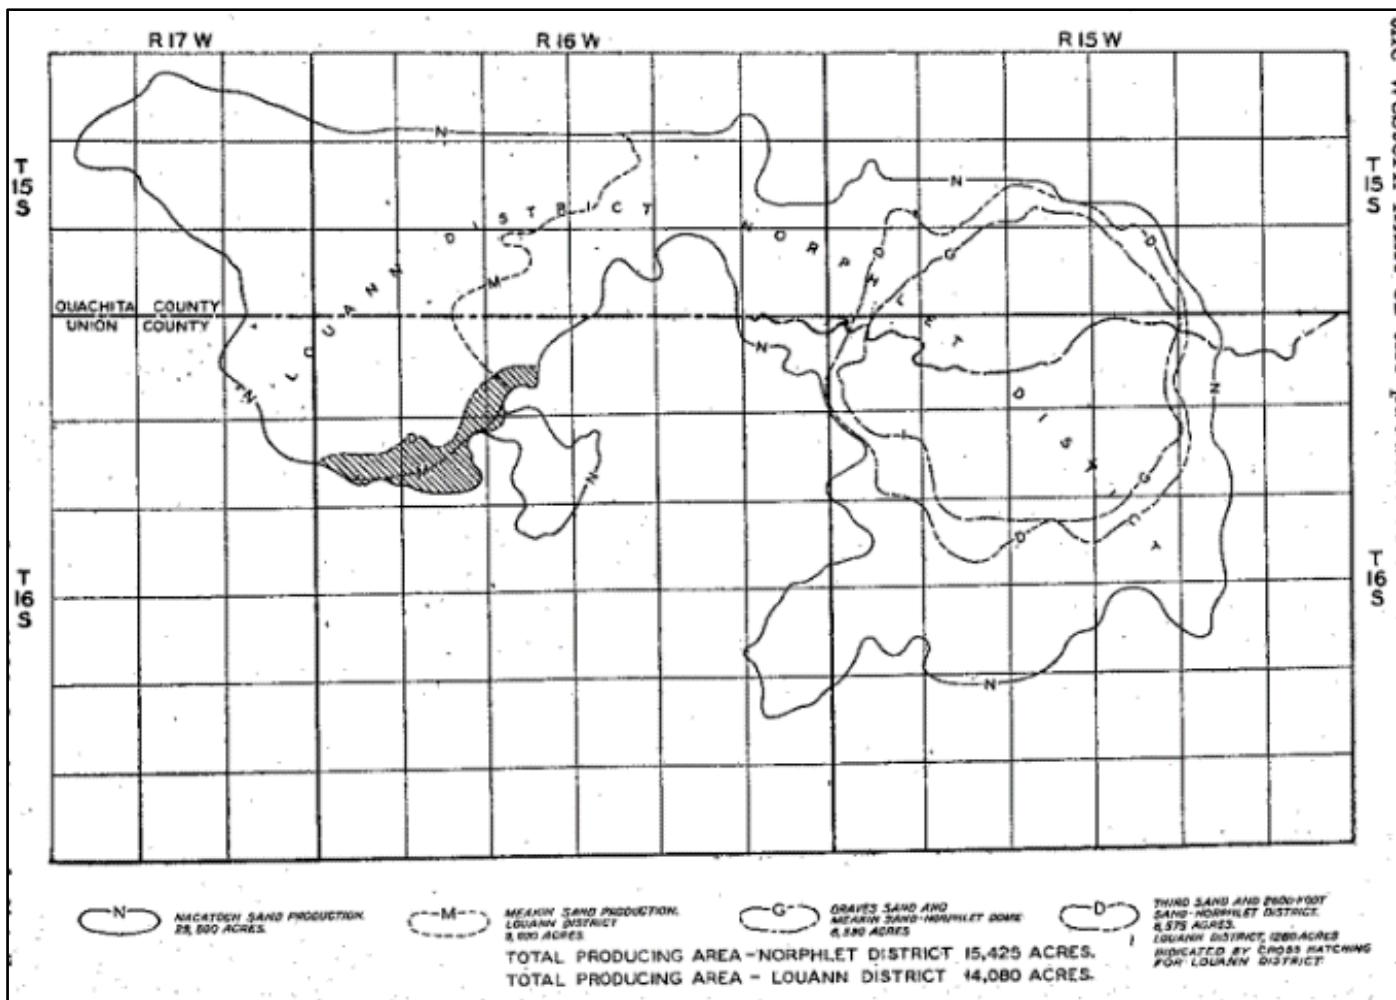 R 17 W
R 16 W
R 15 W
T
15
S
T
15
S
LOUANN DISTRICT
NORPHLET DISTRICT
OUACHITA COUNTY
UNION COUNTY
T
16
S
T
16
S
N
N
N
N
N
N
N
M
M
D
D
D
G
G
N
NACATOCH SAND PRODUCTION.
ACRES.
M
MEAKIN SAND PRODUCTION,
LOUANN DISTRICT
ACRES.
G
GRAVES SAND AND
MEAKIN SAND-NORPHLET DOME
ACRES
D
THIRD SAND AND 2600-FOOT
SAND-NORPHLET DISTRICT.
ACRES.
LOUANN DISTRICT, 1280 ACRES
INDICATED BY CROSS HATCHING
FOR LOUANN DISTRICT
TOTAL PRODUCING AREA-NORPHLET DISTRICT 15,425 ACRES.
TOTAL PRODUCING AREA - LOUANN DISTRICT 14,080 ACRES.